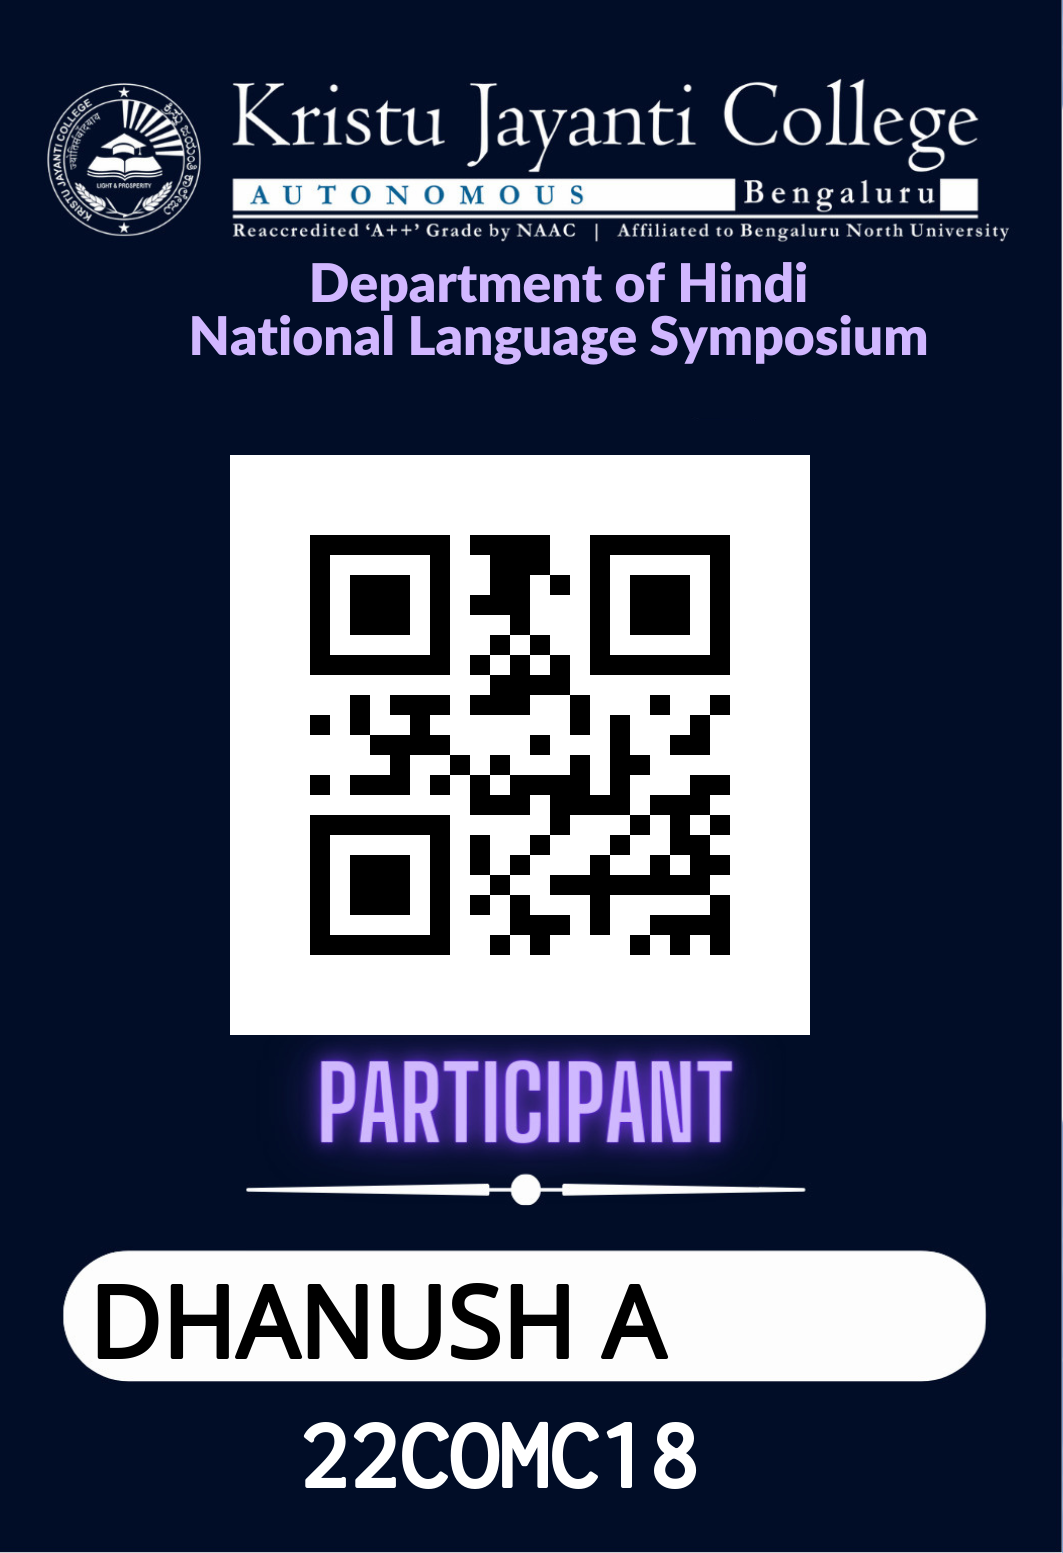 Kristu Jayanti College
AUTONOMOUS Bengaluru
Reaccredited ‘A++’ Grade by NAAC | Affiliated to Bengaluru North University
KRISTU JAYANTI COLLEGE
LIGHT & PROSPERITY
Department of Hindi
National Language Symposium
PARTICIPANT
DHANUSH A
22COMC18